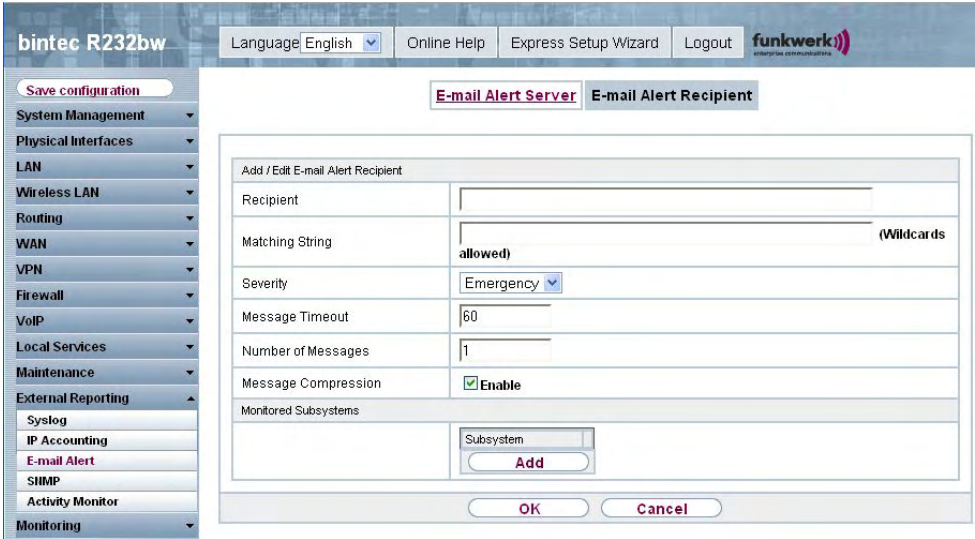 bintec R232bw
Language English Online Help Express Setup Wizard Logout funkwerk
enterprise communications
Save configuration
System Management
Physical Interfaces
LAN
Wireless LAN
Routing
WAN
VPN
Firewall
VoIP
Local Services
Maintenance
External Reporting
Syslog
IP Accounting
E-mail Alert
SNMP
Activity Monitor
Monitoring
E-mail Alert Server E-mail Alert Recipient
Add / Edit E-mail Alert Recipient
Recipient
Matching String (Wildcards
allowed)
Severity Emergency
Message Timeout 60
Number of Messages 1
Message Compression Enable
Monitored Subsystems
Subsystem
Add
OK Cancel